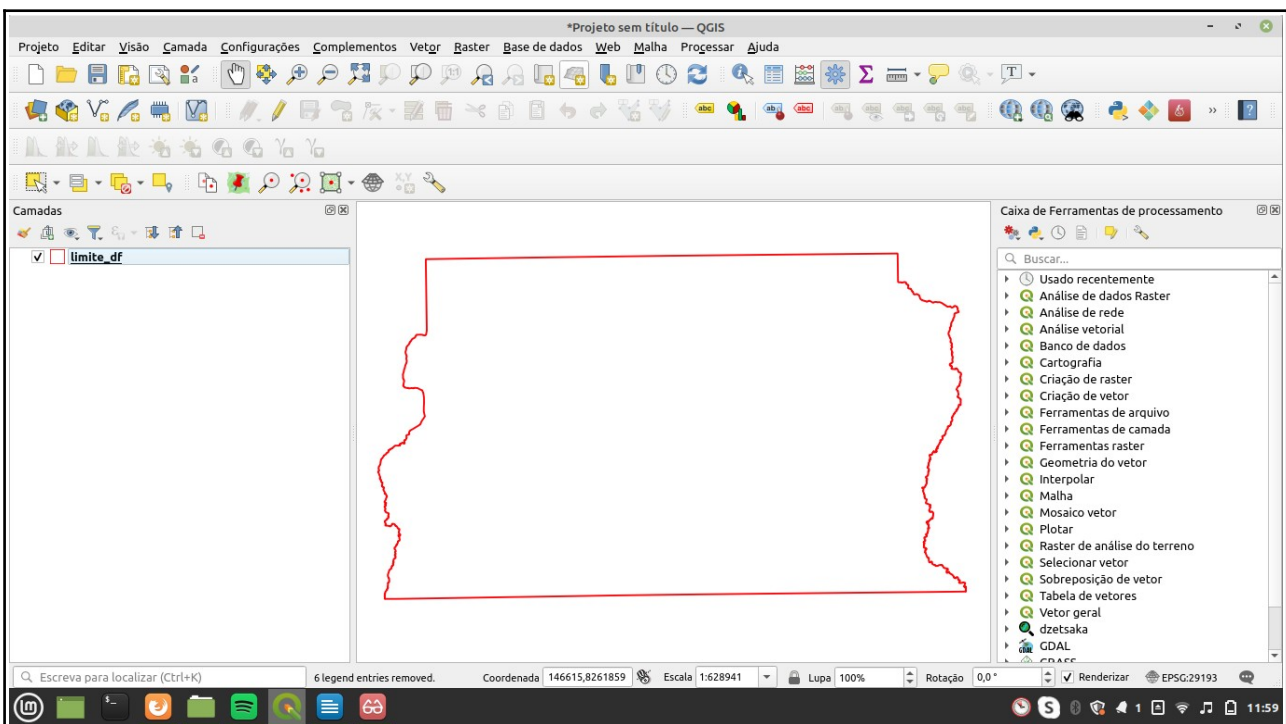 *Projeto sem título — QGIS
Projeto Editar Visão Camada Configurações Complementos Vetor Raster Base de dados Web Malha Processar Ajuda
Camadas
limite_df
Caixa de Ferramentas de processamento
Buscar...
Usado recentemente
Análise de dados Raster
Análise de rede
Análise vetorial
Banco de dados
Cartografia
Criação de raster
Criação de vetor
Ferramentas de arquivo
Ferramentas de camada
Ferramentas raster
Geometria do vetor
Interpolar
Malha
Mosaico vetor
Plotar
Raster de análise do terreno
Selecionar vetor
Sobreposição de vetor
Tabela de vetores
Vetor geral
dzetsaka
GDAL
GRASS
Escreva para localizar (Ctrl+K) 6 legend entries removed. Coordenada 146615,8261859 Escala 1:628941 Lupa 100% Rotação 0,0 ° Renderizar EPSG:29193
1 11:59